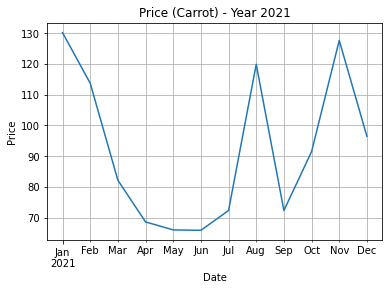 Price (Carrot) - Year 2021
130
120
110
100
90
80
70
Price
Jan Feb Mar Apr May Jun Jul Aug Sep Oct Nov Dec
2021
Date